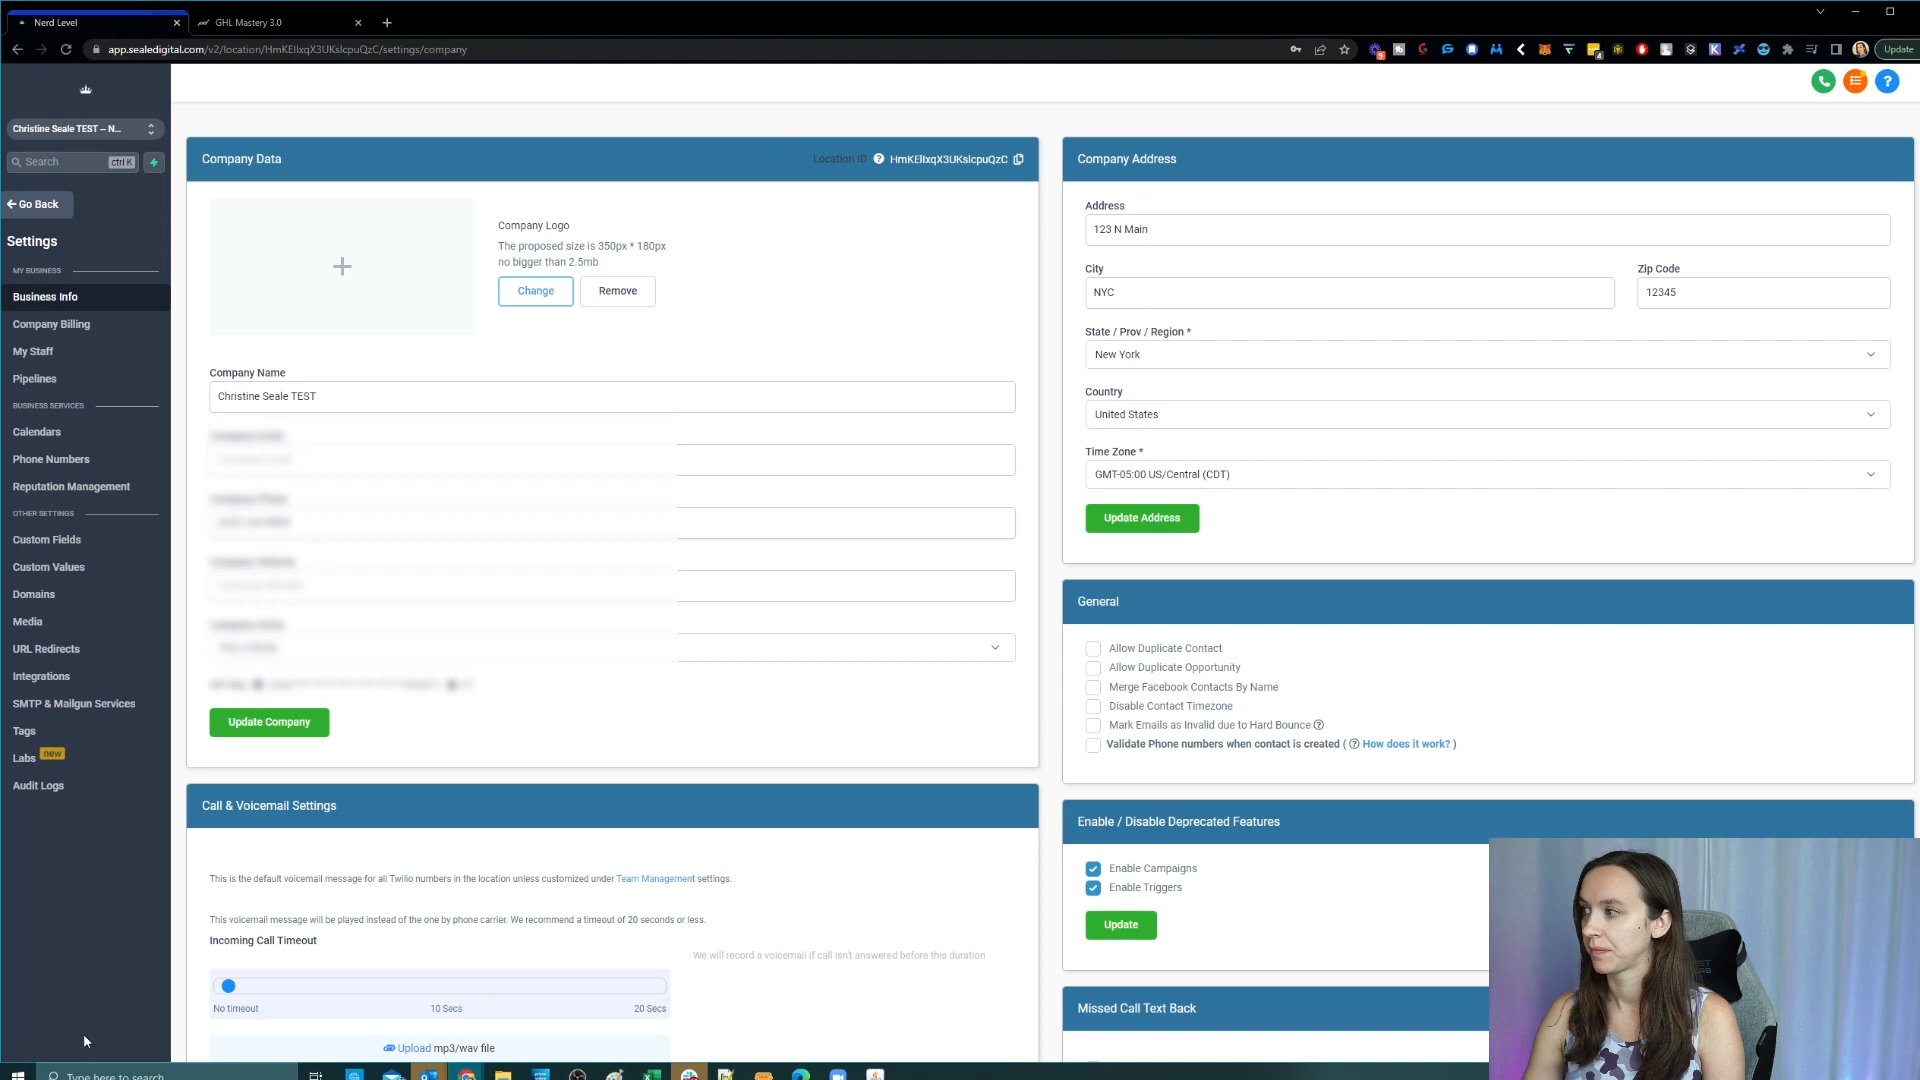 Nerd Level
GHL Mastery 3.0
app.sealedigital.com/v2/location/HmKEllxqX3UKslcpuQzC/settings/company
Update
Christine Seale TEST – N...
Search
ctrl K
Go Back
Settings
MY BUSINESS
Business Info
Company Billing
My Staff
Pipelines
BUSINESS SERVICES
Calendars
Phone Numbers
Reputation Management
OTHER SETTINGS
Custom Fields
Custom Values
Domains
Media
URL Redirects
Integrations
SMTP & Mailgun Services
Tags
Labs new
Audit Logs
Company Data
Location ID HmKEllxqX3UKslcpuQzC
Company Logo
The proposed size is 350px * 180px
no bigger than 2.5mb
Change
Remove
Company Name
Christine Seale TEST
Update Company
Call & Voicemail Settings
This is the default voicemail message for all Twilio numbers in the location unless customized under Team Management settings.
This voicemail message will be played instead of the one by phone carrier. We recommend a timeout of 20 seconds or less.
Incoming Call Timeout
We will record a voicemail if call isn't answered before this duration
No timeout
10 Secs
20 Secs
Upload mp3/wav file
Company Address
Address
123 N Main
City
Zip Code
NYC
12345
State / Prov / Region *
New York
Country
United States
Time Zone *
GMT-05:00 US/Central (CDT)
Update Address
General
Allow Duplicate Contact
Allow Duplicate Opportunity
Merge Facebook Contacts By Name
Disable Contact Timezone
Mark Emails as Invalid due to Hard Bounce
Validate Phone numbers when contact is created ( How does it work? )
Enable / Disable Deprecated Features
Enable Campaigns
Enable Triggers
Update
Missed Call Text Back
Type here to search